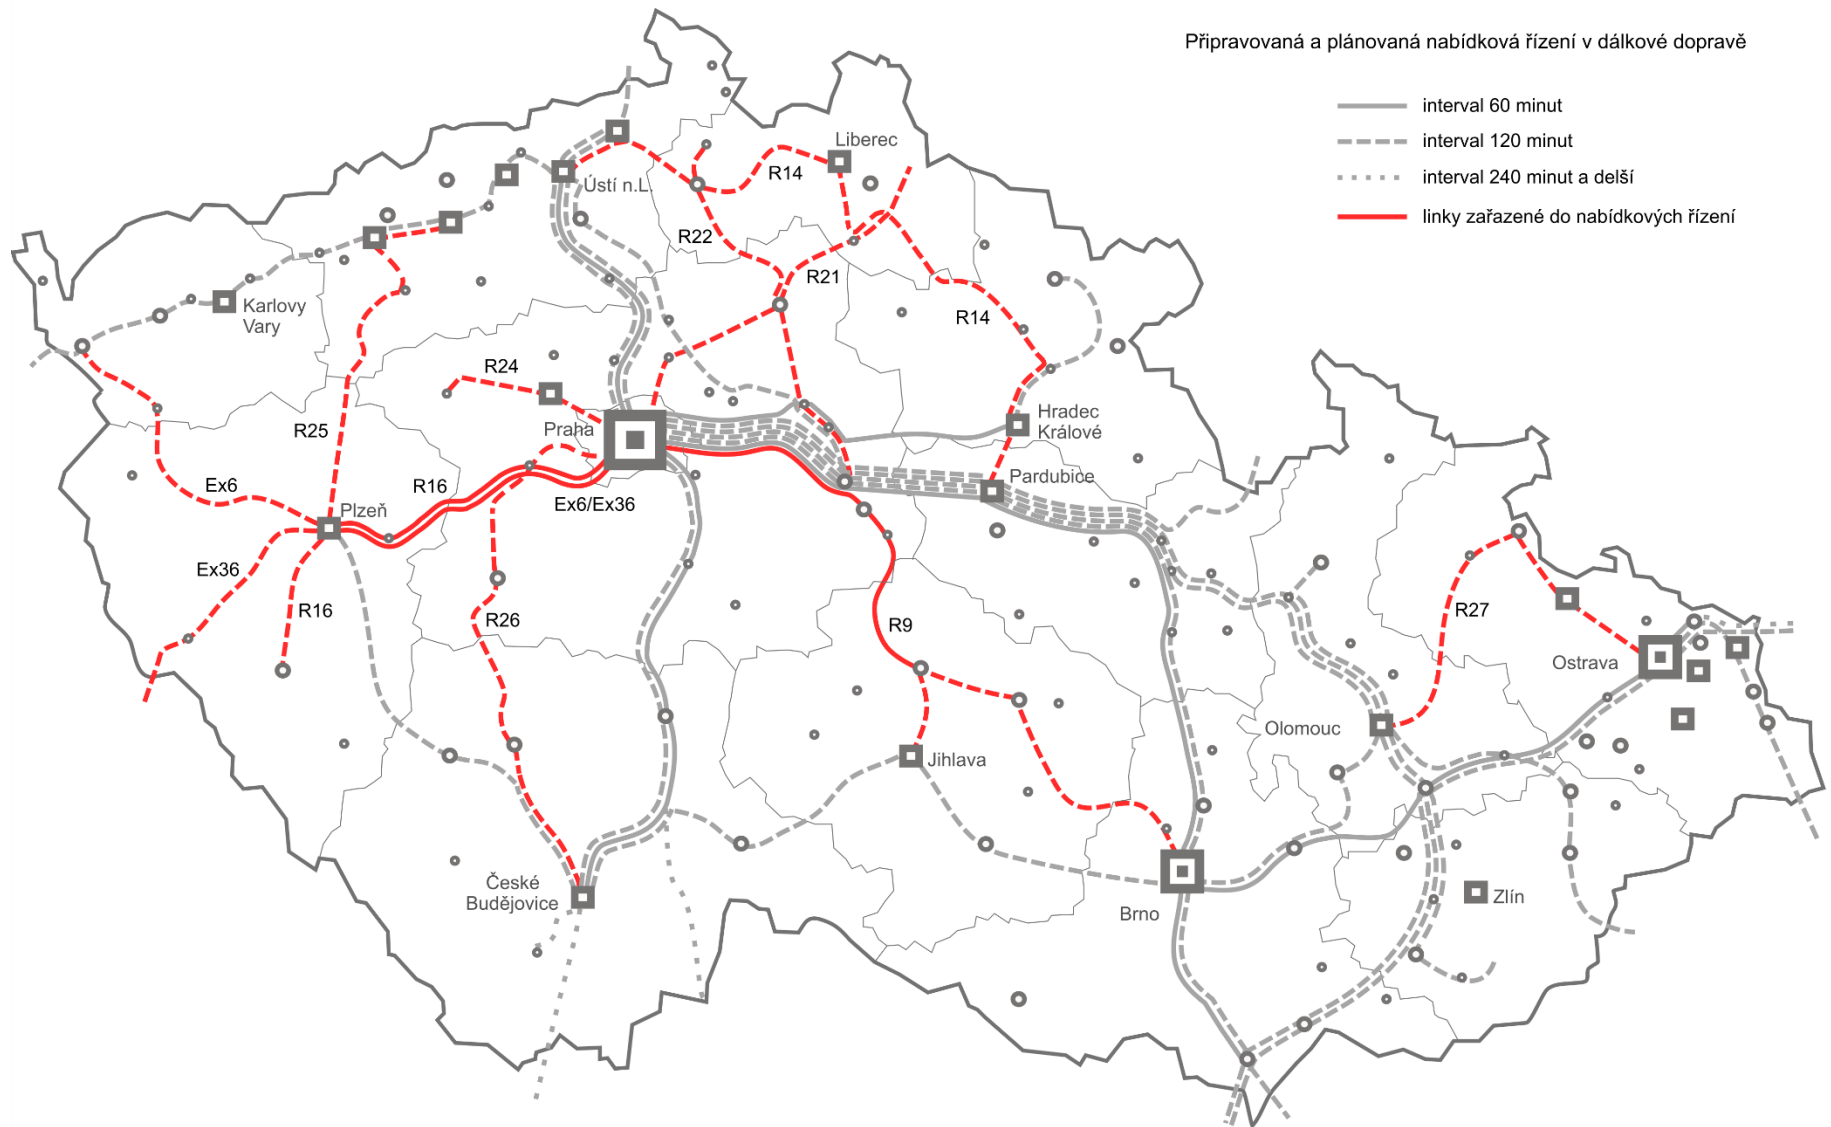 Připravovaná a plánovaná nabídková řízení v dálkové dopravě
interval 60 minut
interval 120 minut
interval 240 minut a delší
linky zařazené do nabídkových řízení
Liberec
R14
Ústí n.L.
R22
R21
Karlovy
Vary
R14
R24
Hradec
Králové
R25
Praha
Pardubice
Ex6
R16
Ex6/Ex36
Plzeň
Ex36
R16
R26
R9
R27
Ostrava
Olomouc
Jihlava
České
Budějovice
Zlín
Brno